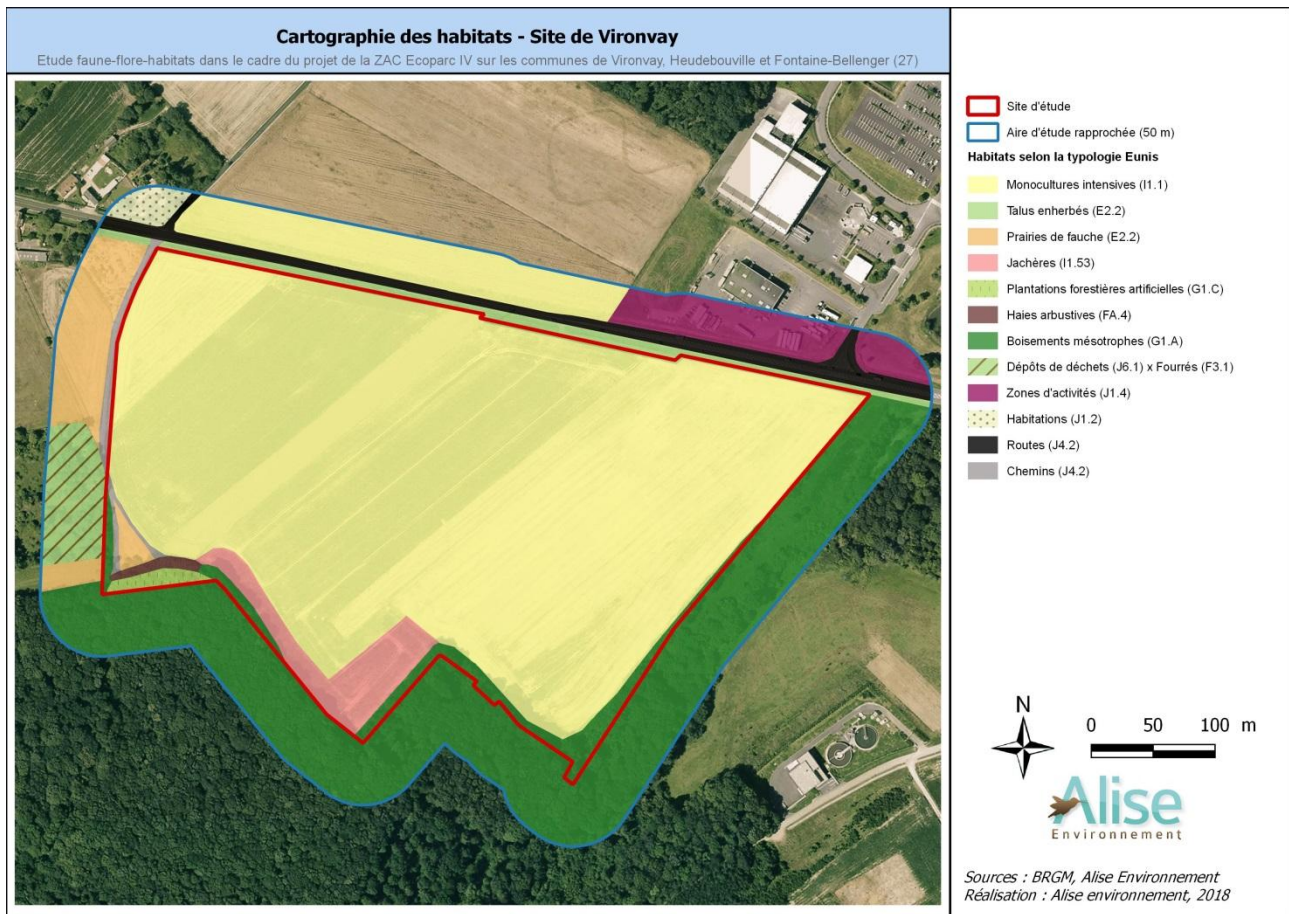 Cartographie des habitats - Site de Vironvay
Etude faune-flore-habitats dans le cadre du projet de la ZAC Ecoparc IV sur les communes de Vironvay, Heudebouville et Fontaine-Bellenger (27)
Site d'étude
Aire d'étude rapprochée (50 m)
Habitats selon la typologie Eunis
Monocultures intensives (I1.1)
Talus enherbés (E2.2)
Prairies de fauche (E2.2)
Jachères (I1.53)
Plantations forestières artificielles (G1.C)
Haies arbustives (FA.4)
Boisements mésotrophes (G1.A)
Dépôts de déchets (J6.1) x Fourrés (F3.1)
Zones d'activités (J1.4)
Habitations (J1.2)
Routes (J4.2)
Chemins (J4.2)
N
0 50 100 m
Alise
Environnement
Sources : BRGM, Alise Environnement
Réalisation : Alise environnement, 2018